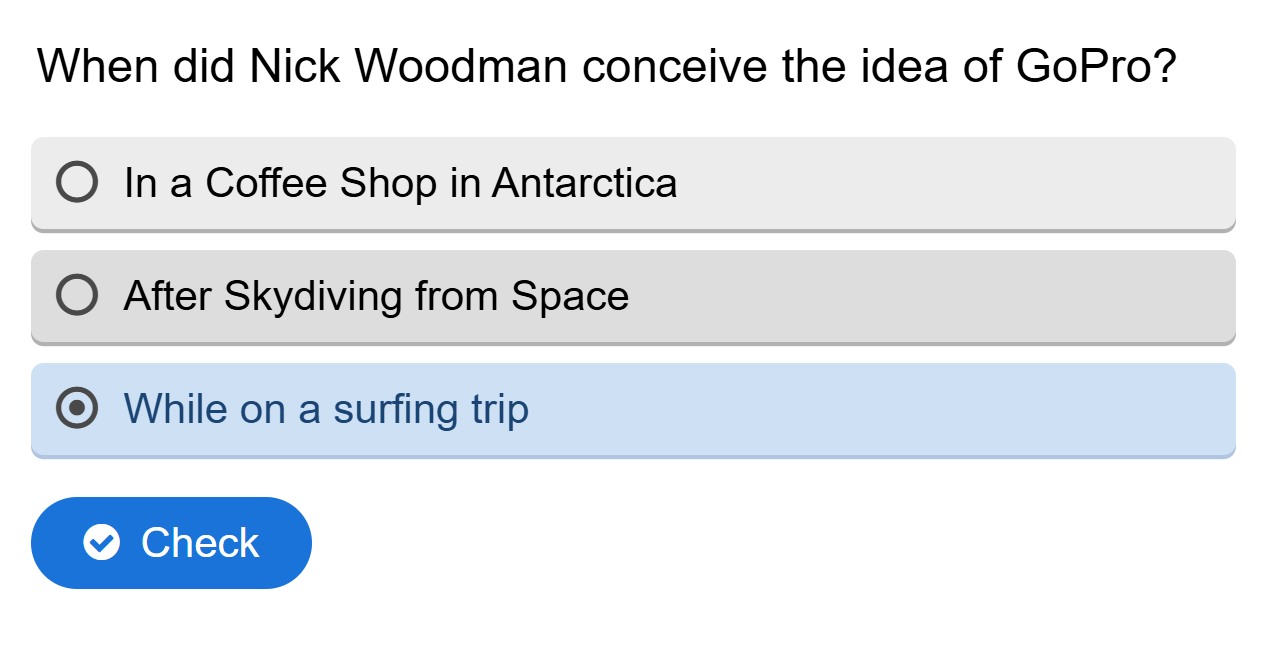 When did Nick Woodman conceive the idea of GoPro?
In a Coffee Shop in Antarctica
After Skydiving from Space
While on a surfing trip
Check